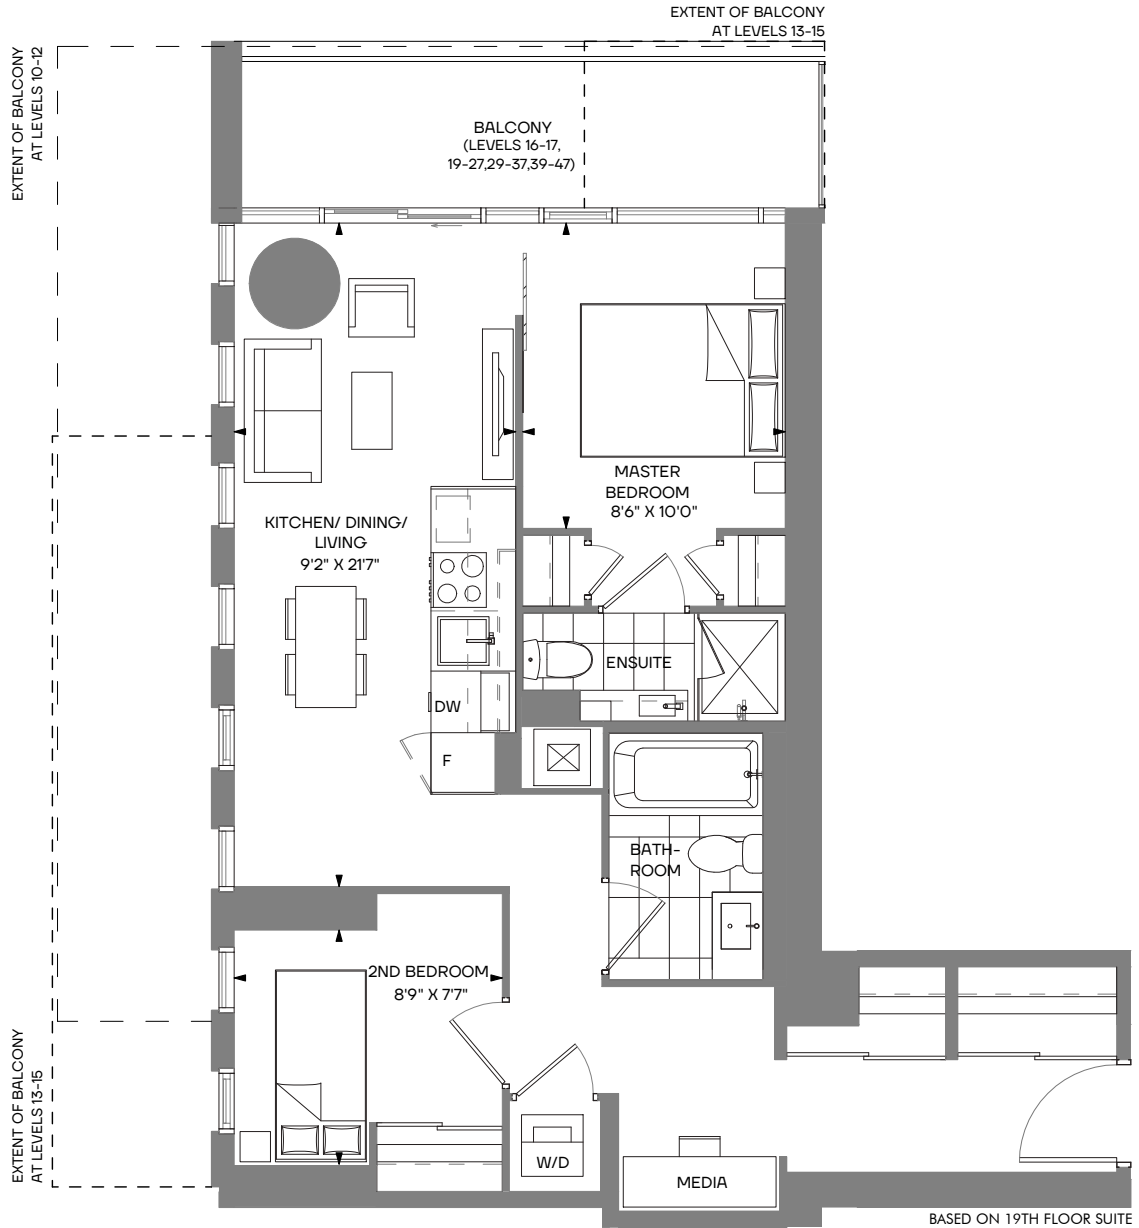 EXTENT OF BALCONY
AT LEVELS 13-15
EXTENT OF BALCONY
AT LEVELS 10-12
BALCONY
(LEVELS 16-17,
19-27,29-37,39-47)
MASTER
BEDROOM
8'6" X 10'0"
KITCHEN/ DINING/
LIVING
9'2" X 21'7"
ENSUITE
DW
F
BATH-
ROOM
2ND BEDROOM
8'9" X 7'7"
EXTENT OF BALCONY
AT LEVELS 13-15
W/D
MEDIA
BASED ON 19TH FLOOR SUITE